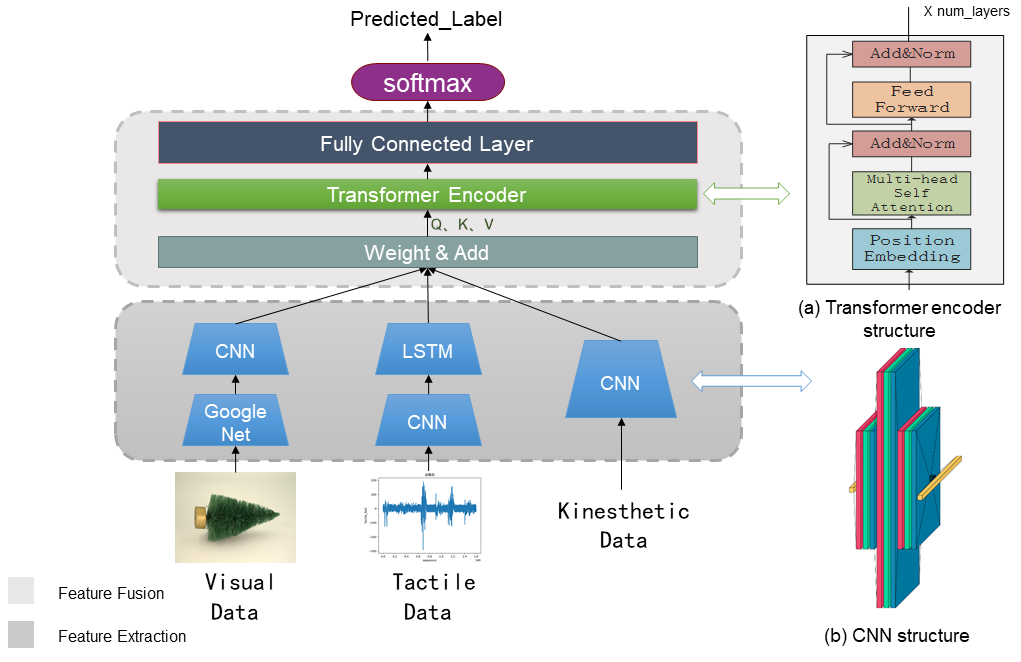 Predicted_Label
softmax
Fully Connected Layer
Transformer Encoder
Q、K、V
Weight & Add
CNN
LSTM
CNN
Google
Net
CNN
Kinesthetic
Data
Visual
Data
Tactile
Data
Feature Fusion
Feature Extraction
X num_layers
Add&Norm
Feed
Forward
Add&Norm
Multi-head
Self
Attention
Position
Embedding
(a) Transformer encoder
structure
(b) CNN structure